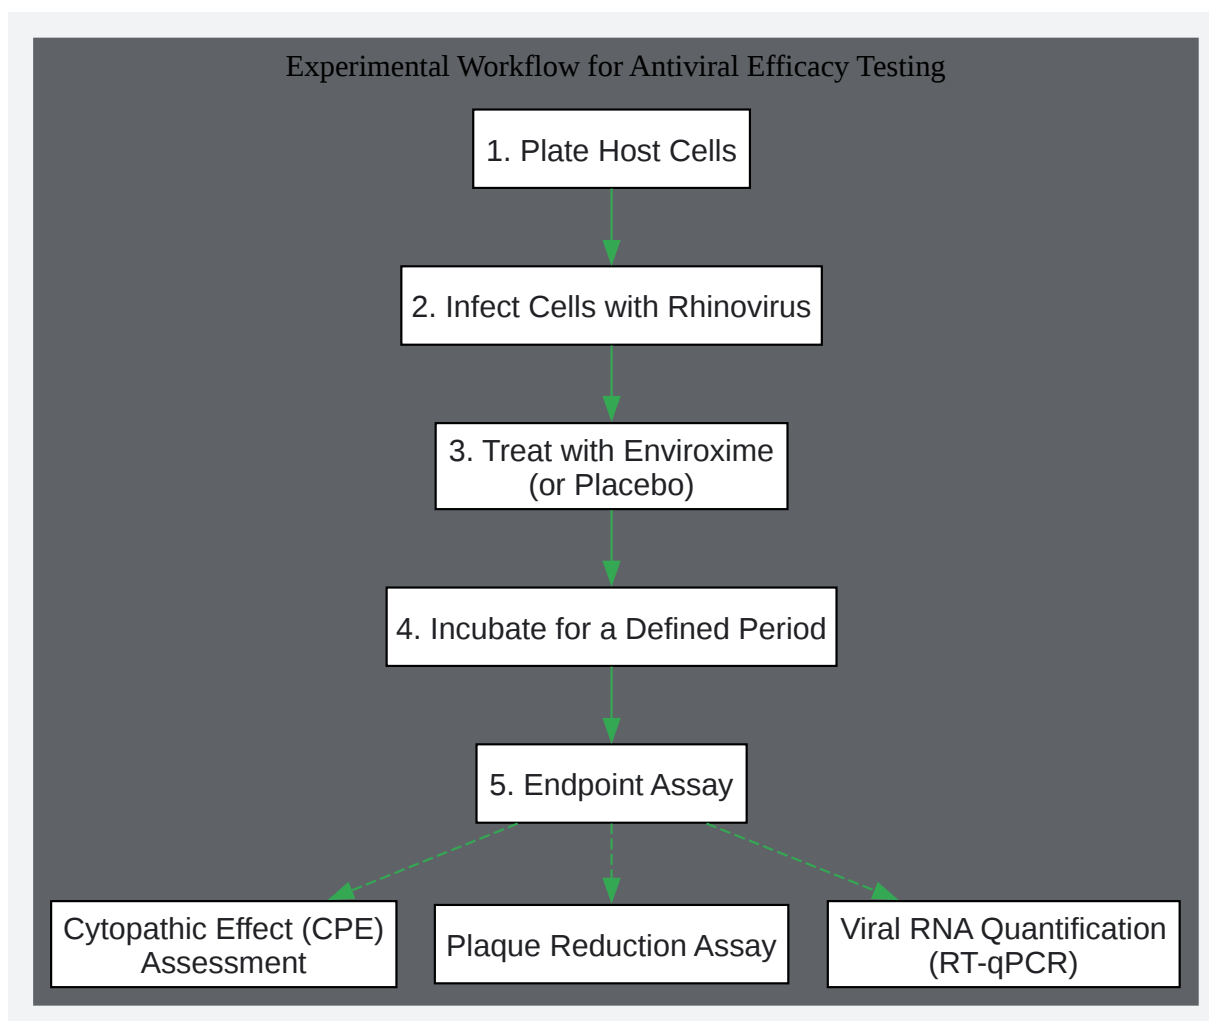 Experimental Workflow for Antiviral Efficacy Testing
1. Plate Host Cells
2. Infect Cells with Rhinovirus
3. Treat with Enviroxime
(or Placebo)
4. Incubate for a Defined Period
5. Endpoint Assay
Cytopathic Effect (CPE)
Assessment
Plaque Reduction Assay
Viral RNA Quantification
(RT-qPCR)